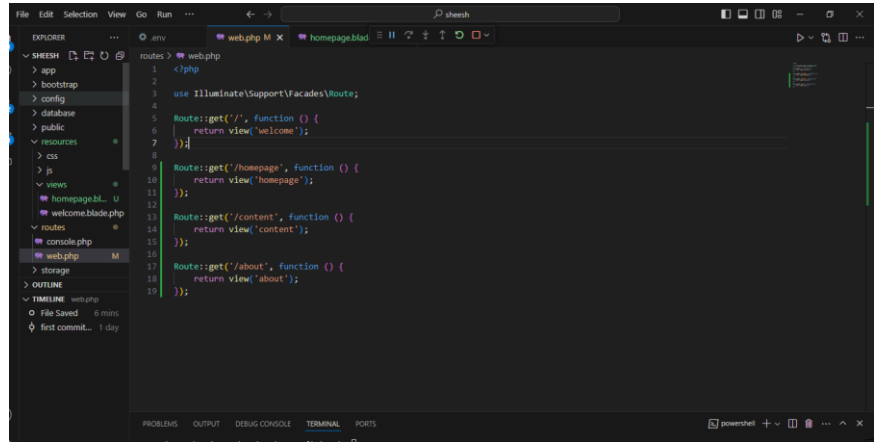 File Edit Selection View Go Run ... sheesh
EXPLORER ...
.env web.php M homepage.blad
SHEESH
app
bootstrap
config
database
public
resources
css
js
views
homepage.bl... U
welcome.blade.php
routes
console.php
web.php M
storage
OUTLINE
TIMELINE web.php
File Saved 6 mins
first commit... 1 day
routes > web.php
1 <?php
2
3 use Illuminate\Support\Facades\Route;
4
5 Route::get('/', function () {
6 return view('welcome');
7 });
8
9 Route::get('/homepage', function () {
10 return view('homepage');
11 });
12
13 Route::get('/content', function () {
14 return view('content');
15 });
16
17 Route::get('/about', function () {
18 return view('about');
19 });
PROBLEMS OUTPUT DEBUG CONSOLE TERMINAL PORTS powershell